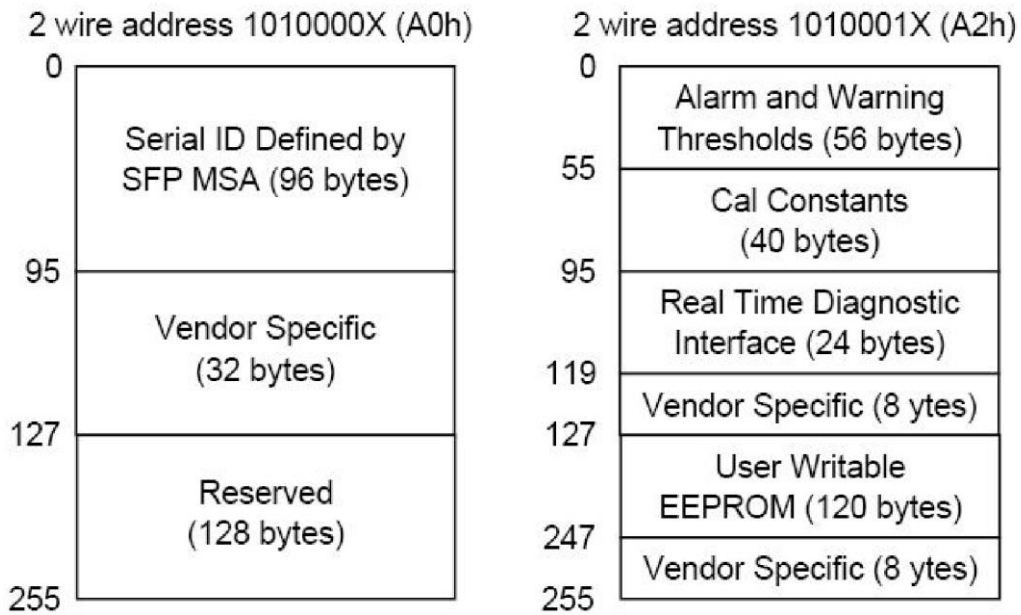 2 wire address 1010000X (A0h)
0
Serial ID Defined by
SFP MSA (96 bytes)
95
Vendor Specific
(32 bytes)
127
Reserved
(128 bytes)
255
2 wire address 1010001X (A2h)
0
Alarm and Warning
Thresholds (56 bytes)
55
Cal Constants
(40 bytes)
95
Real Time Diagnostic
Interface (24 bytes)
119
Vendor Specific (8 ytes)
127
User Writable
EEPROM (120 bytes)
247
Vendor Specific (8 ytes)
255